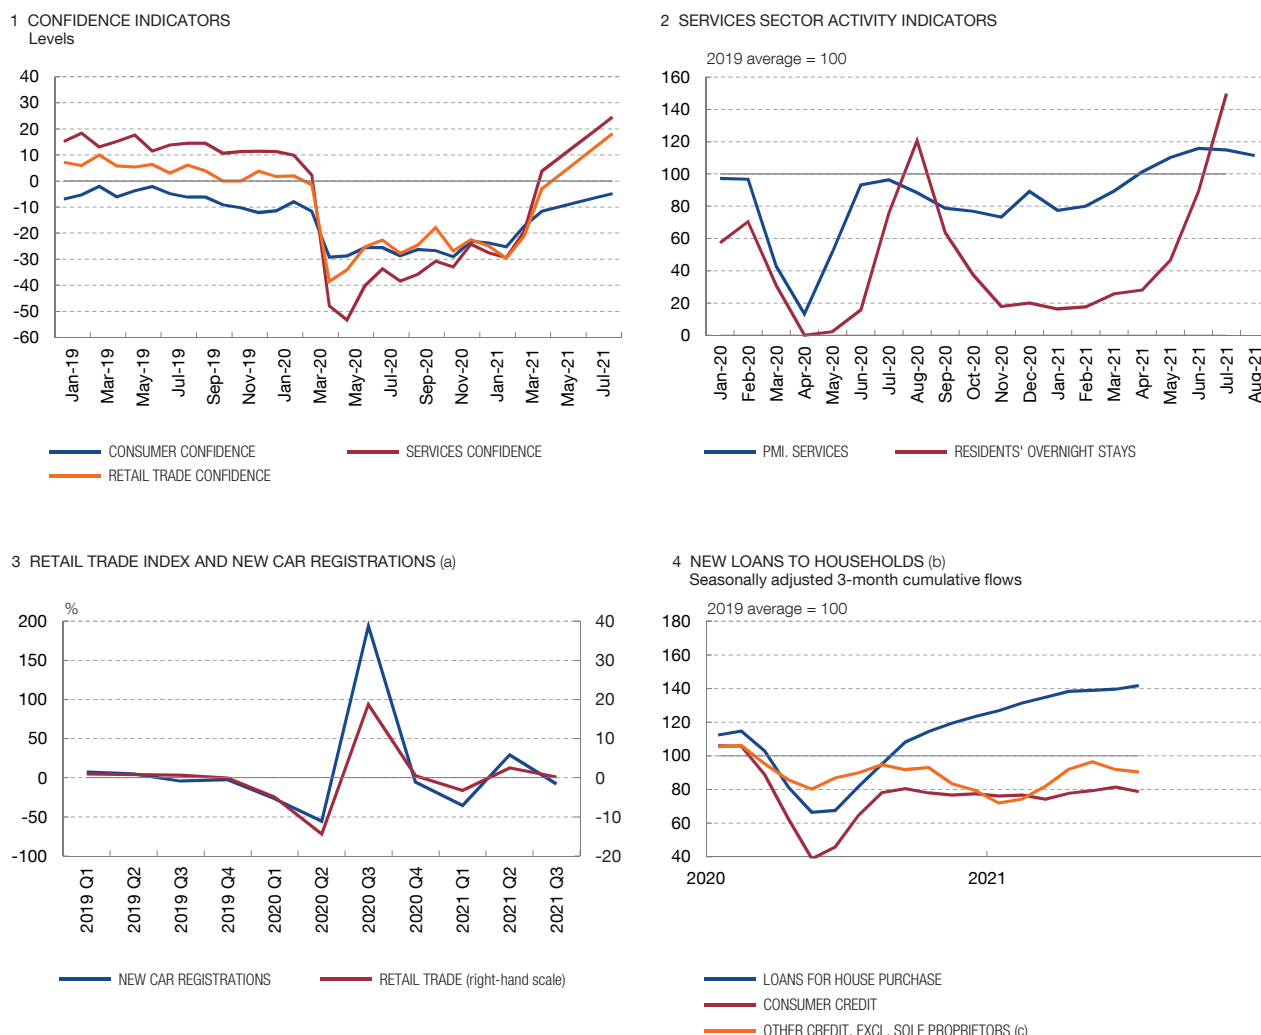 1 CONFIDENCE INDICATORS
Levels
40
30
20
10
0
-10
-20
-30
-40
-50
-60
Jan-19
Mar-19
May-19
Jul-19
Sep-19
Nov-19
Jan-20
Mar-20
May-20
Jul-20
Sep-20
Nov-20
Jan-21
Mar-21
May-21
Jul-21
CONSUMER CONFIDENCE
SERVICES CONFIDENCE
RETAIL TRADE CONFIDENCE
2 SERVICES SECTOR ACTIVITY INDICATORS
2019 average = 100
160
140
120
100
80
60
40
20
0
Jan-20
Feb-20
Mar-20
Apr-20
May-20
Jun-20
Jul-20
Aug-20
Sep-20
Oct-20
Nov-20
Dec-20
Jan-21
Feb-21
Mar-21
Apr-21
May-21
Jun-21
Jul-21
Aug-21
PMI. SERVICES
RESIDENTS' OVERNIGHT STAYS
3 RETAIL TRADE INDEX AND NEW CAR REGISTRATIONS (a)
%
200
150
100
50
0
-50
-100
40
30
20
10
0
-10
-20
2019 Q1
2019 Q2
2019 Q3
2019 Q4
2020 Q1
2020 Q2
2020 Q3
2020 Q4
2021 Q1
2021 Q2
2021 Q3
NEW CAR REGISTRATIONS
RETAIL TRADE (right-hand scale)
4 NEW LOANS TO HOUSEHOLDS (b)
Seasonally adjusted 3-month cumulative flows
2019 average = 100
180
160
140
120
100
80
60
40
2020
2021
LOANS FOR HOUSE PURCHASE
CONSUMER CREDIT
OTHER CREDIT, EXCL. SOLE PROPRIETORS (c)